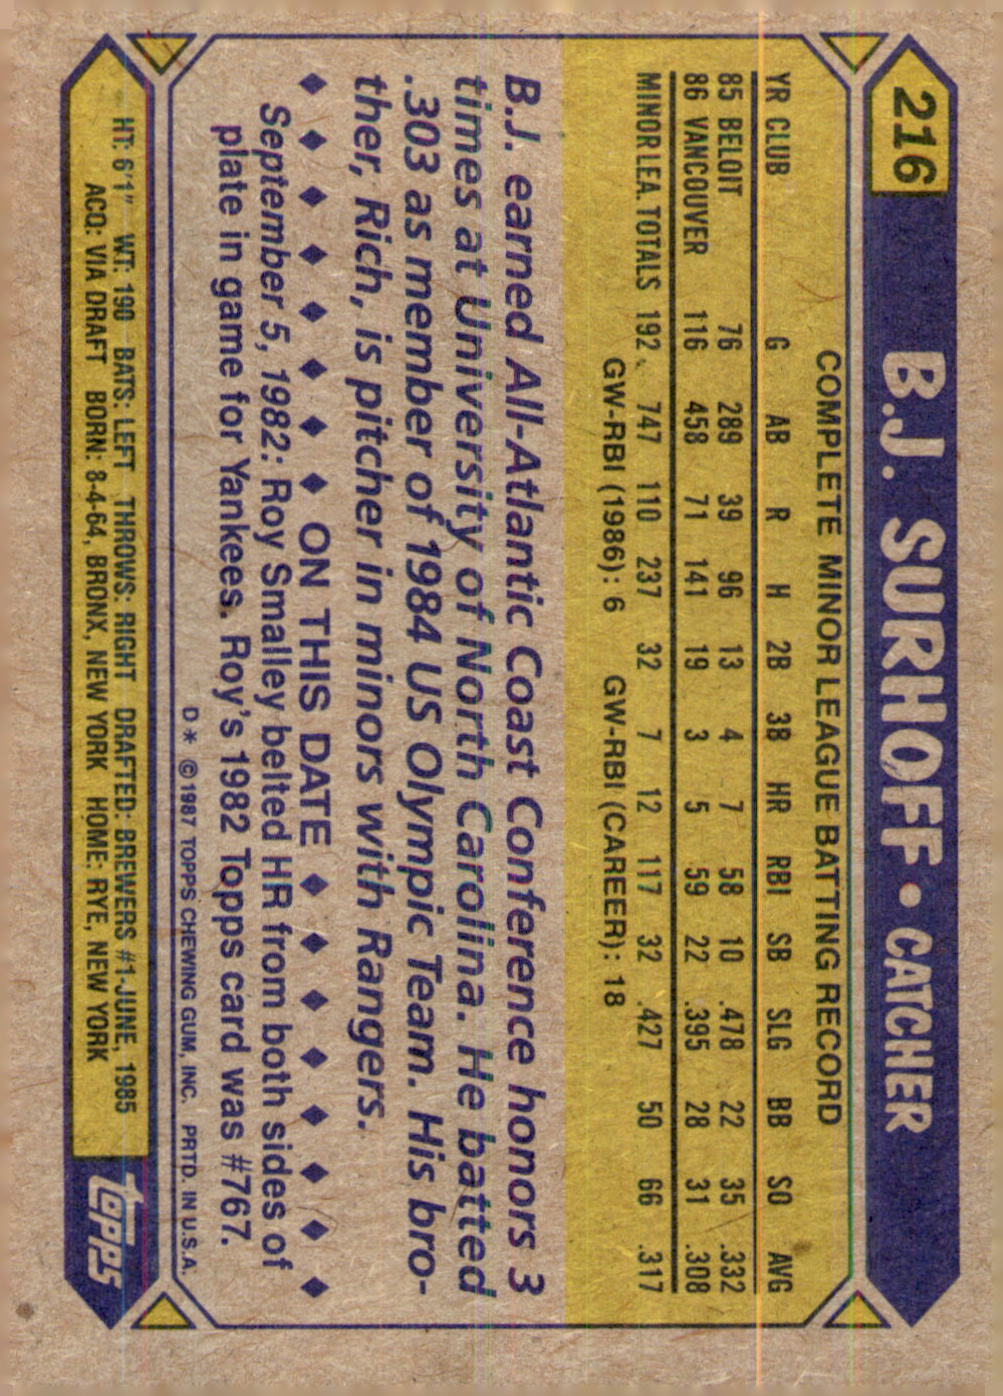 216 B.J. SURHOFF • CATCHER
COMPLETE MINOR LEAGUE BATTING RECORD
YR CLUB G AB R H 2B 3B HR RBI SB SLG BB SO AVG
85 BELOIT 76 289 39 96 13 4 7 58 10 .478 22 35 .332
86 VANCOUVER 116 458 71 141 19 3 5 59 22 .395 28 31 .308
MINOR LEA. TOTALS 192 747 110 237 32 7 12 117 32 .427 50 66 .317
GW-RBI (1986): 6 GW-RBI (CAREER): 18
B.J. earned All-Atlantic Coast Conference honors 3
times at University of North Carolina. He batted
.303 as member of 1984 US Olympic Team. His bro-
ther, Rich, is pitcher in minors with Rangers.
♦ ♦ ♦ ♦ ♦ ♦ ♦ ♦ ON THIS DATE ♦ ♦ ♦ ♦ ♦ ♦ ♦ ♦
September 5, 1982: Roy Smalley belted HR from both sides of
plate in game for Yankees. Roy's 1982 Topps card was #767.
D* © 1987 TOPPS CHEWING GUM, INC. PRTD. IN U.S.A.
HT: 6'1" WT: 190 BATS: LEFT THROWS: RIGHT DRAFTED: BREWERS #1-JUNE, 1985
ACQ: VIA DRAFT BORN: 8-4-64, BRONX, NEW YORK HOME: RYE, NEW YORK
topps